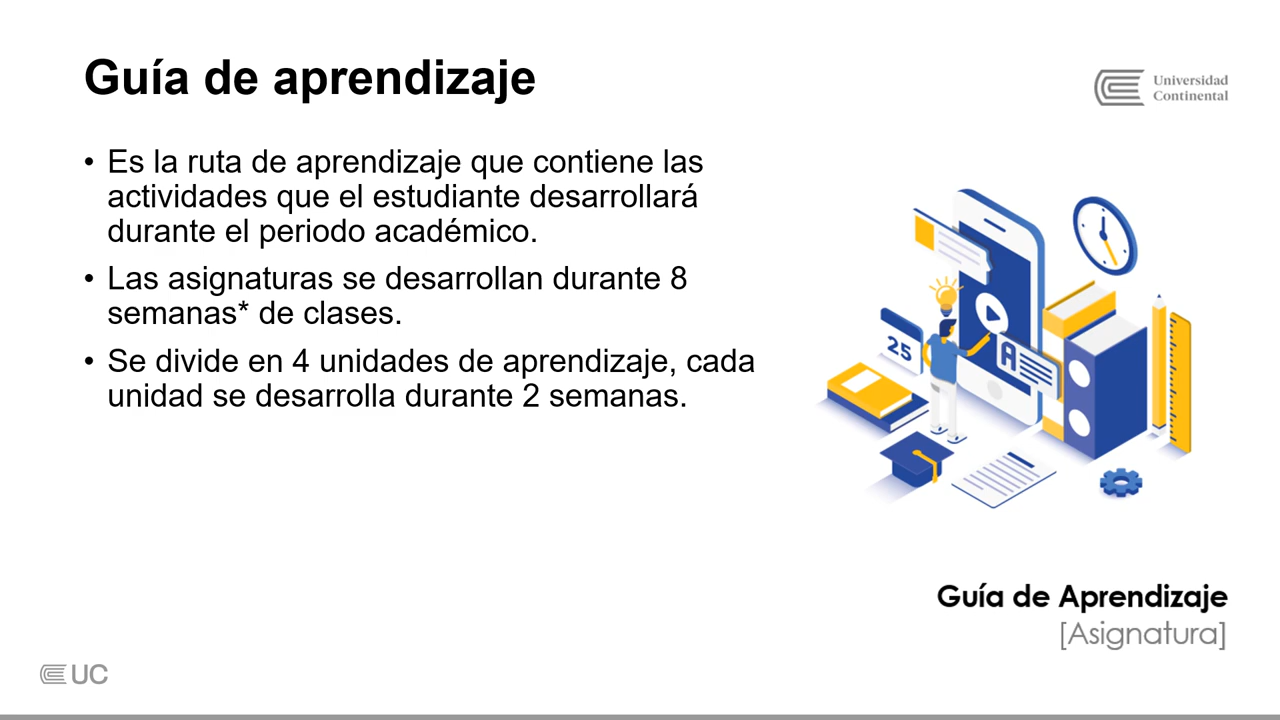 Guía de aprendizaje
Universidad
Continental
• Es la ruta de aprendizaje que contiene las
actividades que el estudiante desarrollará
durante el periodo académico.
• Las asignaturas se desarrollan durante 8
semanas* de clases.
• Se divide en 4 unidades de aprendizaje, cada
unidad se desarrolla durante 2 semanas.
25
A
Guía de Aprendizaje
[Asignatura]
UC